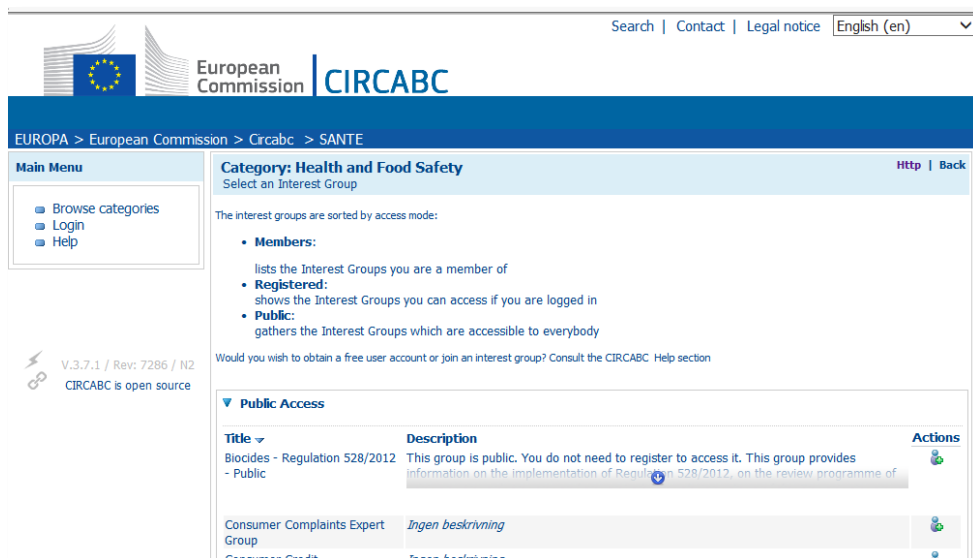 Search | Contact | Legal notice English (en)
European
Commission
CIRCABC
EUROPA > European Commission > Circabc > SANTE
Main Menu
Browse categories
Login
Help
V.3.7.1 / Rev: 7286 / N2
CIRCABC is open source
Category: Health and Food Safety
Http | Back
Select an Interest Group
The interest groups are sorted by access mode:
• Members:
lists the Interest Groups you are a member of
• Registered:
shows the Interest Groups you can access if you are logged in
• Public:
gathers the Interest Groups which are accessible to everybody
Would you wish to obtain a free user account or join an interest group? Consult the CIRCABC Help section
Public Access
Title Description Actions
Biocides - Regulation 528/2012 This group is public. You do not need to register to access it. This group provides
- Public information on the implementation of Regulation 528/2012, on the review programme of
Consumer Complaints Expert Ingen beskrivning
Group
Consumer Credit Ingen beskrivning